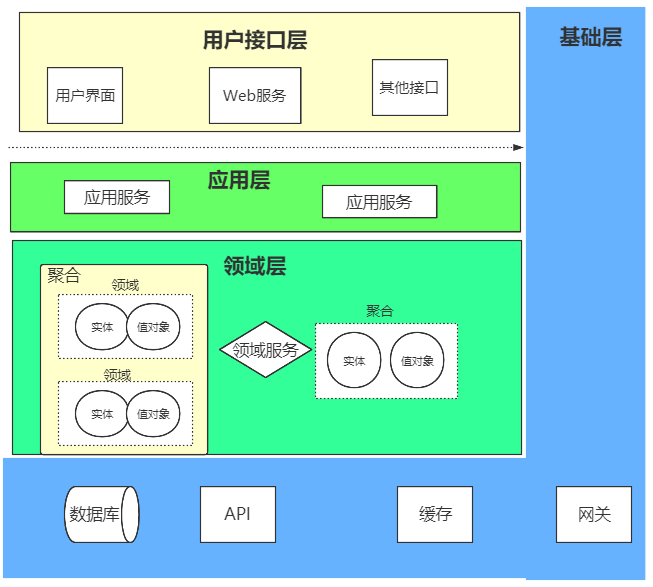 用户接口层
基础层
用户界面
Web服务
其他接口
应用层
应用服务
应用服务
领域层
聚合
领域
实体
值对象
领域
实体
值对象
领域服务
聚合
实体
值对象
数据库
API
缓存
网关